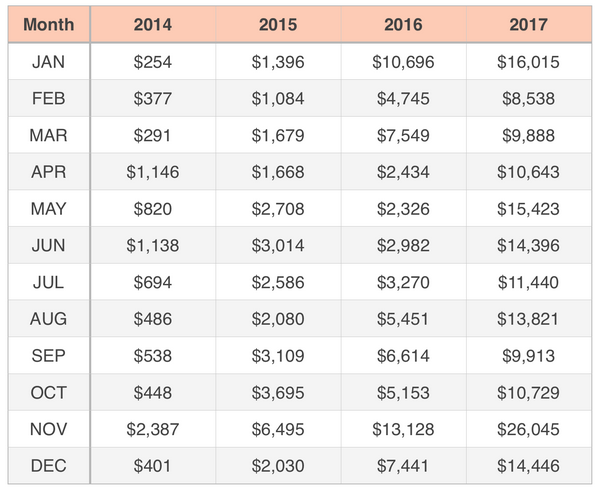 Month 2014 2015 2016 2017
JAN $254 $1,396 $10,696 $16,015
FEB $377 $1,084 $4,745 $8,538
MAR $291 $1,679 $7,549 $9,888
APR $1,146 $1,668 $2,434 $10,643
MAY $820 $2,708 $2,326 $15,423
JUN $1,138 $3,014 $2,982 $14,396
JUL $694 $2,586 $3,270 $11,440
AUG $486 $2,080 $5,451 $13,821
SEP $538 $3,109 $6,614 $9,913
OCT $448 $3,695 $5,153 $10,729
NOV $2,387 $6,495 $13,128 $26,045
DEC $401 $2,030 $7,441 $14,446